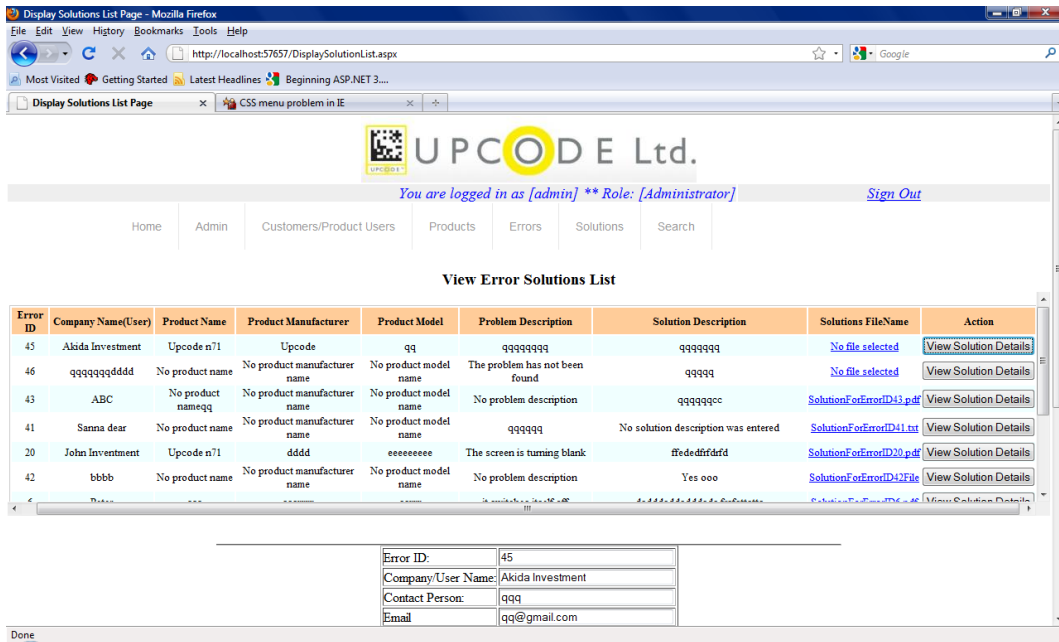 Display Solutions List Page - Mozilla Firefox
File Edit View History Bookmarks Tools Help
http://localhost:57657/DisplaySolutionList.aspx
Google
Most Visited Getting Started Latest Headlines Beginning ASP.NET 3....
Display Solutions List Page CSS menu problem in IE
UPCODE UPCODE Ltd.
You are logged in as [admin] ** Role: [Administrator] Sign Out
Home Admin Customers/Product Users Products Errors Solutions Search
View Error Solutions List
Error ID Company Name(User) Product Name Product Manufacturer Product Model Problem Description Solution Description Solutions FileName Action
45 Akida Investment Upcode n71 Upcode qq qqqqqqqq qqqqqqq No file selected View Solution Details
46 qqqqqqqdddd No product name No product manufacturer name No product model name The problem has not been found qqqqq No file selected View Solution Details
43 ABC No product nameqq No product manufacturer name No product model name No problem description qqqqqqcc SolutionForErrorID43.pdf View Solution Details
41 Sanna dear No product name No product manufacturer name No product model name qqqqqq No solution description was entered SolutionForErrorID41.txt View Solution Details
20 John Inventment Upcode n71 dddd eeeeeeeee The screen is turning blank ffededfrfdrfd SolutionForErrorID20.pdf View Solution Details
42 bbbb No product name No product manufacturer name No product model name No problem description Yes ooo SolutionForErrorID42File View Solution Details
View Solution Details
Error ID: 45
Company/User Name: Akida Investment
Contact Person: qqq
Email qq@gmail.com
Done